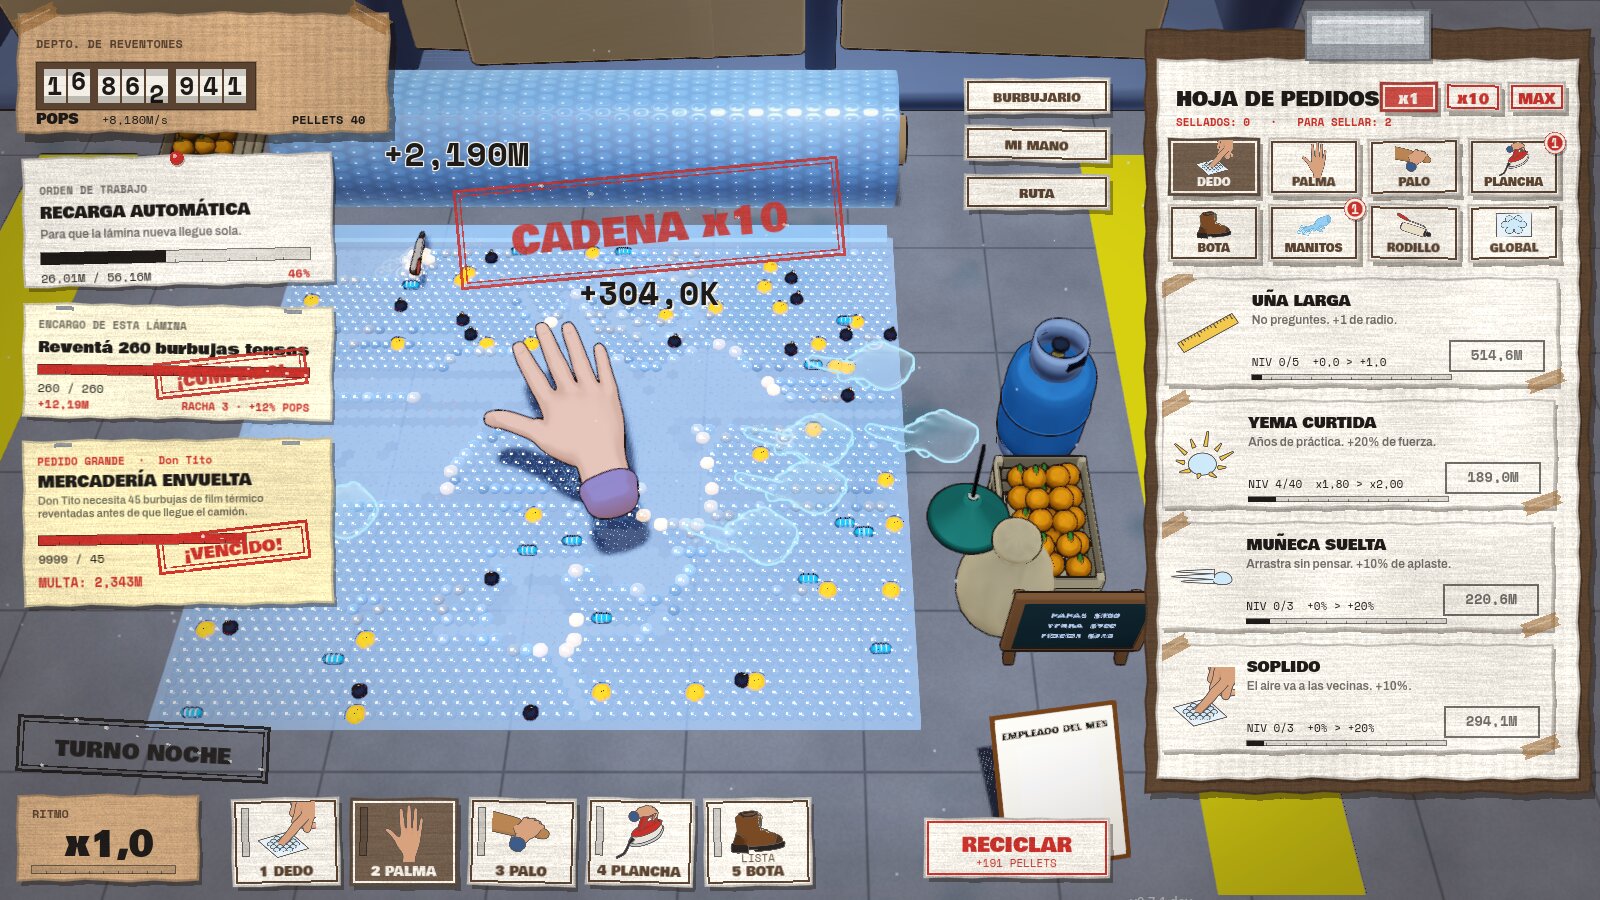 DEPTO. DE REVENTONES
16 862 941
POPS +8,180M/s PELLETS 40
ORDEN DE TRABAJO
RECARGA AUTOMÁTICA
Para que la lámina nueva llegue sola.
26,01M / 56,16M 46%
ENCARGO DE ESTA LÁMINA
Reventá 260 burbujas tensas
260 / 260
+12,19M RACHA 3 · +12% POPS
PEDIDO GRANDE · Don Tito
MERCADERÍA ENVUELTA
Don Tito necesita 45 burbujas de film térmico
reventadas antes de que llegue el camión.
9999 / 45
¡VENCIDO!
MULTA: 2,343M
TURNO NOCHE
RITMO
x1,0
1 DEDO
2 PALMA
3 PALO
4 PLANCHA
LISTA
5 BOTA
+2,190M
CADENA x10
+304,0K
BURBUJARIO
MI MANO
RUTA
EMPLEADO DEL MES
RECICLAR
+191 PELLETS
HOJA DE PEDIDOS x1 x10 MAX
SELLADOS: 0 · PARA SELLAR: 2
DEDO PALMA PALO PLANCHA 1
BOTA MANITOS 1 RODILLO GLOBAL
UÑA LARGA
No preguntes. +1 de radio.
NIV 0/5 +0,0 > +1,0 514,6M
YEMA CURTIDA
Años de práctica. +20% de fuerza.
NIV 4/40 x1,80 > x2,00 189,0M
MUÑECA SUELTA
Arrastra sin pensar. +10% de aplaste.
NIV 0/3 +0% > +20% 220,6M
SOPLIDO
El aire va a las vecinas. +10%.
NIV 0/3 +0% > +20% 294,1M